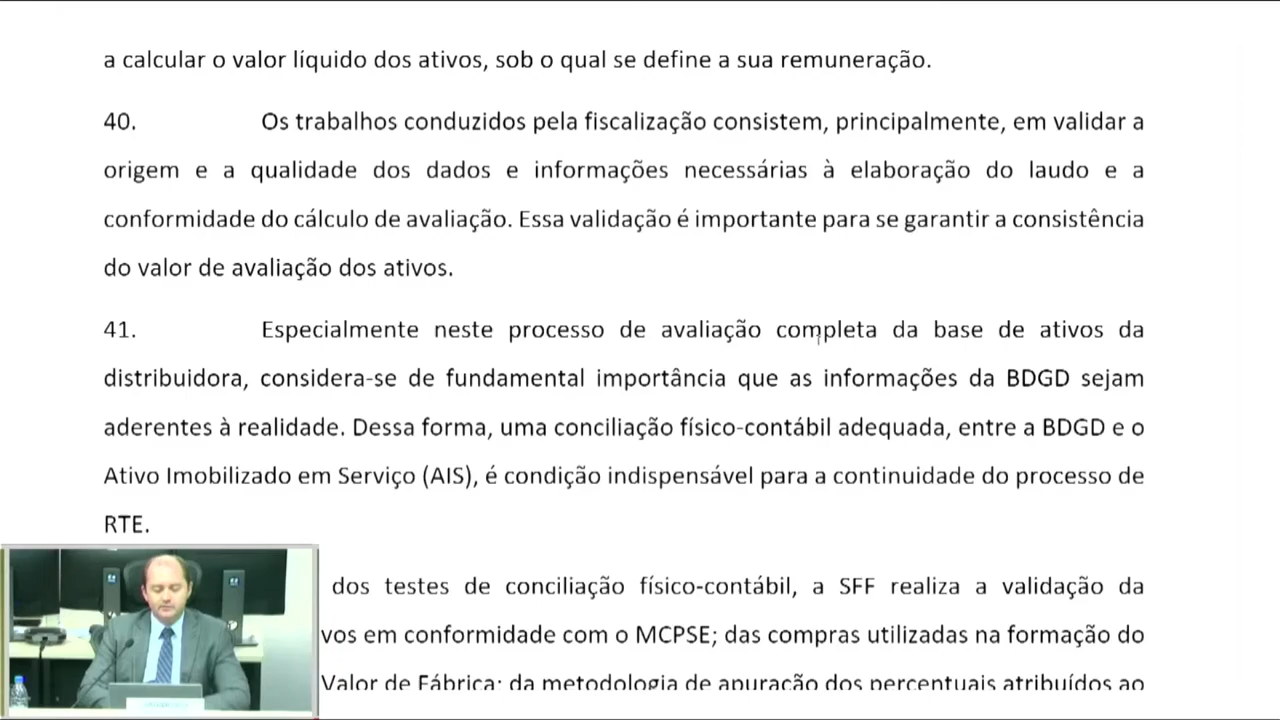 a calcular o valor líquido dos ativos, sob o qual se define a sua remuneração.
40. Os trabalhos conduzidos pela fiscalização consistem, principalmente, em validar a
origem e a qualidade dos dados e informações necessárias à elaboração do laudo e a
conformidade do cálculo de avaliação. Essa validação é importante para se garantir a consistência
do valor de avaliação dos ativos.
41. Especialmente neste processo de avaliação completa da base de ativos da
distribuidora, considera-se de fundamental importância que as informações da BDGD sejam
aderentes à realidade. Dessa forma, uma conciliação físico-contábil adequada, entre a BDGD e o
Ativo Imobilizado em Serviço (AIS), é condição indispensável para a continuidade do processo de
RTE.
dos testes de conciliação físico-contábil, a SFF realiza a validação da
vos em conformidade com o MCPSE; das compras utilizadas na formação do
Valor de Fábrica; da metodologia de apuração dos percentuais atribuídos ao